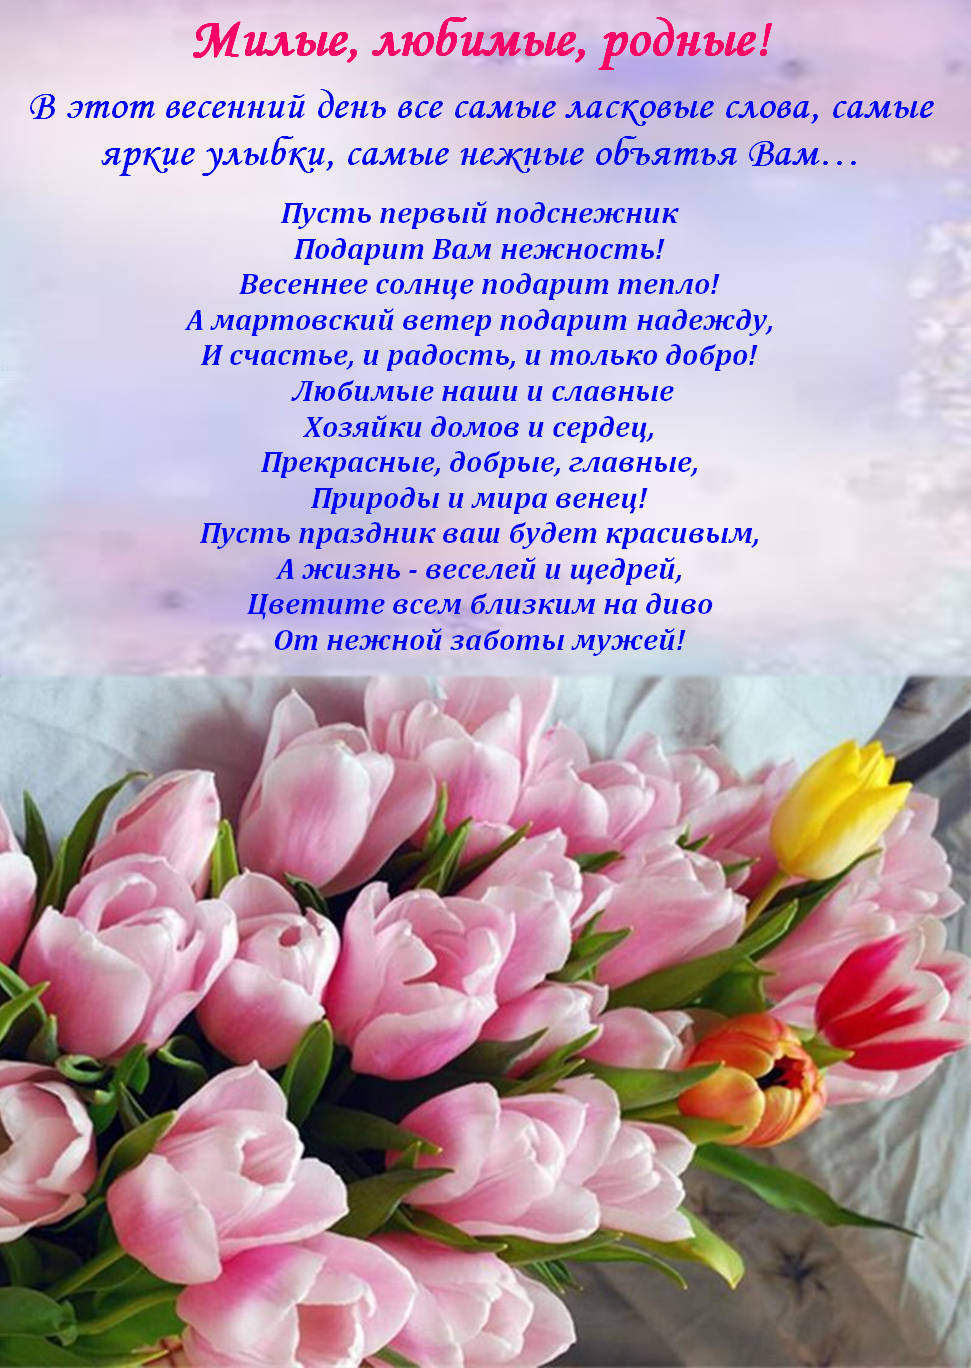 Милые, любимые, родные!
В этот весенний день все самые ласковые слова, самые
яркие улыбки, самые нежные объятья Вам...
Пусть первый подснежник
Подарит Вам нежность!
Весеннее солнце подарит тепло!
А мартовский ветер подарит надежду,
И счастье, и радость, и только добро!
Любимые наши и славные
Хозяйки домов и сердец,
Прекрасные, добрые, главные,
Природы и мира венец!
Пусть праздник ваш будет красивым,
А жизнь - веселей и щедрей,
Цветите всем близким на диво
От нежной заботы мужей!